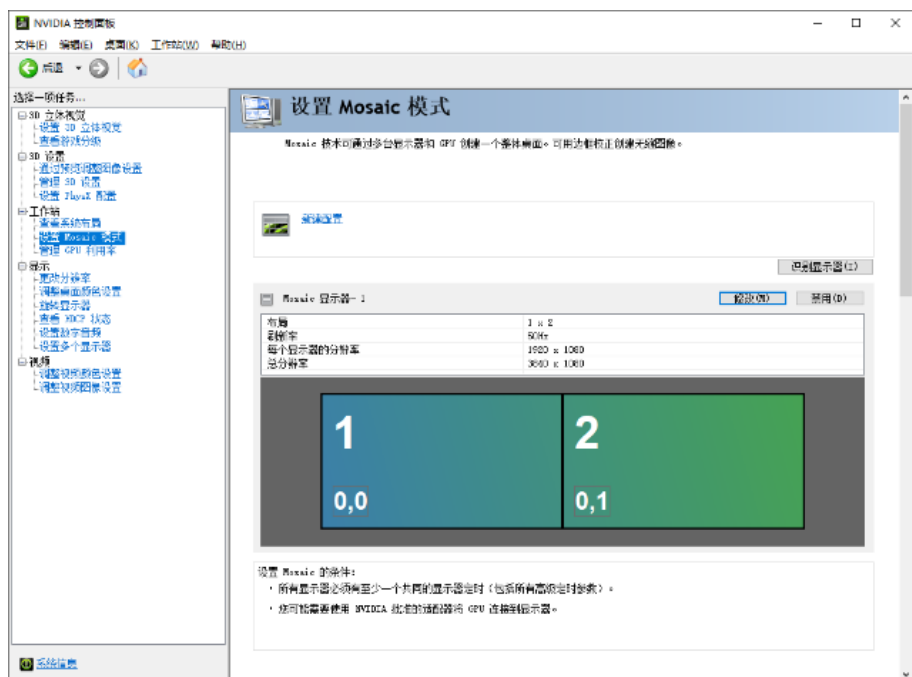 NVIDIA 控制面板
文件(F) 编辑(E) 桌面(K) 工作站(W) 帮助(H)
后退
选择一项任务...
3D 立体视觉
设置 3D 立体视觉
查看游戏分级
3D 设置
通过预览调整图像设置
管理 3D 设置
设置 PhysX 配置
工作站
查看系统布局
设置 Mosaic 模式
管理 GPU 利用率
显示
更改分辨率
调整桌面颜色设置
旋转显示器
查看 HDCP 状态
设置数字音频
设置多个显示器
视频
调整视频颜色设置
调整视频图像设置
系统信息
设置 Mosaic 模式
Mosaic 技术可通过多台显示器和 GPU 创建一个整体桌面。可用边框校正创建无缝图像。
新建配置
识别显示器(I)
Mosaic 显示器- 1
修改(M)
禁用(D)
布局 1 x 2
刷新率 60Hz
每个显示器的分辨率 1920 x 1080
总分辨率 3840 x 1080
1
0,0
2
0,1
设置 Mosaic 的条件:
· 所有显示器必须有至少一个共同的显示器定时（包括所有高级定时参数）。
· 您可能需要使用 NVIDIA 批准的适配器将 GPU 连接到显示器。